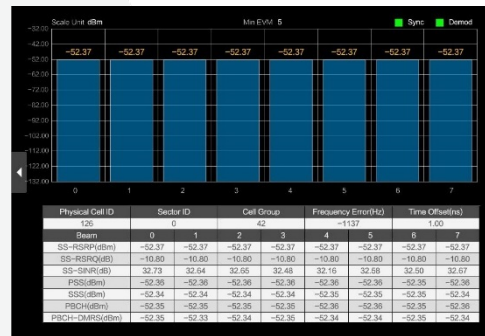 Scale Unit dBm Min EVM 5 Sync Demod
-32.00
-42.00
-52.37 -52.37 -52.37 -52.37 -52.37 -52.37 -52.37 -52.37
-52.00
-62.00
-72.00
-82.00
-92.00
-102.00
-112.00
-122.00
-132.00
0 1 2 3 4 5 6 7
Physical Cell ID Sector ID Cell Group Frequency Error(Hz) Time Offset(ns)
126 0 42 -1137 1.00
Beam 0 1 2 3 4 5 6 7
SS-RSRP(dBm) -52.37 -52.37 -52.37 -52.37 -52.37 -52.37 -52.37 -52.37
SS-RSRQ(dB) -10.80 -10.80 -10.80 -10.80 -10.80 -10.80 -10.80 -10.80
SS-SINR(dB) 32.73 32.64 32.65 32.48 32.16 32.58 32.50 32.67
PSS(dBm) -52.36 -52.36 -52.36 -52.36 -52.36 -52.36 -52.35 -52.36
SSS(dBm) -52.34 -52.34 -52.34 -52.34 -52.35 -52.35 -52.34 -52.34
PBCH(dBm) -52.35 -52.35 -52.35 -52.35 -52.36 -52.35 -52.35 -52.36
PBCH-DMRS(dBm) -52.35 -52.33 -52.34 -52.35 -52.35 -52.34 -52.35 -52.34